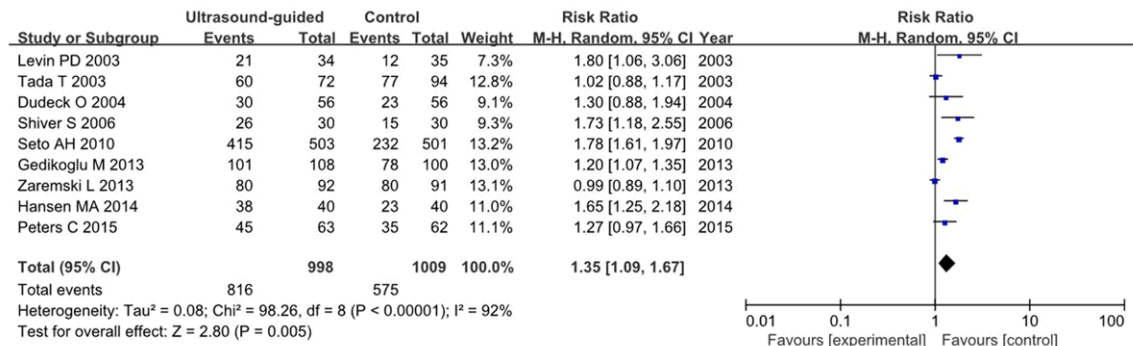 Ultrasound-guided Control Risk Ratio Risk Ratio
Study or Subgroup Events Total Events Total Weight M-H, Random, 95% CI Year M-H, Random, 95% CI
Levin PD 2003 21 34 12 35 7.3% 1.80 [1.06, 3.06] 2003
Tada T 2003 60 72 77 94 12.8% 1.02 [0.88, 1.17] 2003
Dudeck O 2004 30 56 23 56 9.1% 1.30 [0.88, 1.94] 2004
Shiver S 2006 26 30 15 30 9.3% 1.73 [1.18, 2.55] 2006
Seto AH 2010 415 503 232 501 13.2% 1.78 [1.61, 1.97] 2010
Gedikoglu M 2013 101 108 78 100 13.0% 1.20 [1.07, 1.35] 2013
Zaremski L 2013 80 92 80 91 13.1% 0.99 [0.89, 1.10] 2013
Hansen MA 2014 38 40 23 40 11.0% 1.65 [1.25, 2.18] 2014
Peters C 2015 45 63 35 62 11.1% 1.27 [0.97, 1.66] 2015
Total (95% CI) 998 1009 100.0% 1.35 [1.09, 1.67]
Total events 816 575
Heterogeneity: Tau² = 0.08; Chi² = 98.26, df = 8 (P < 0.00001); I² = 92%
Test for overall effect: Z = 2.80 (P = 0.005)
0.01 0.1 1 10 100
Favours [experimental] Favours [control]